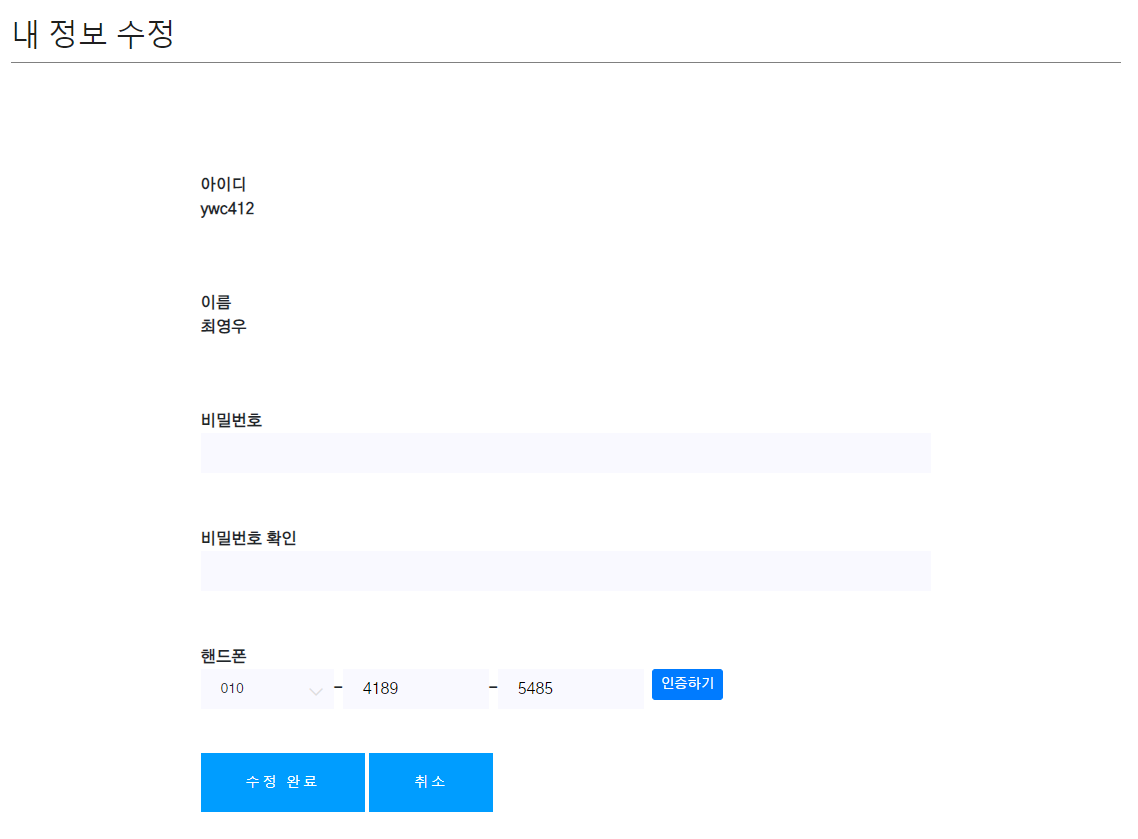 내 정보 수정
아이디
ywc412
이름
최영우
비밀번호
비밀번호 확인
핸드폰
010 - 4189 - 5485 인증하기
수정 완료 취소